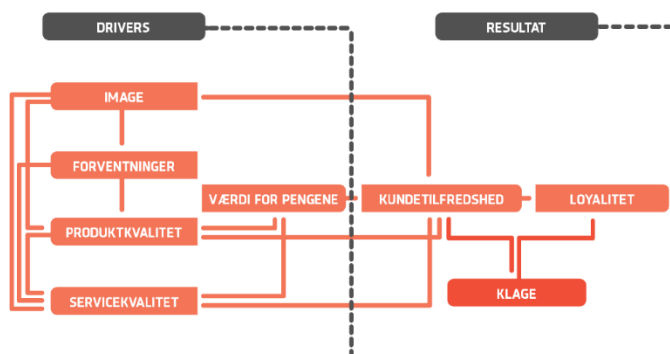 DRIVERS
RESULTAT
IMAGE
FORVENTNINGER
VÆRDI FOR PENGENE
KUNDETILFREDSHED
LOYALITET
PRODUKTKVALITET
KLAGE
SERVICEKVALITET